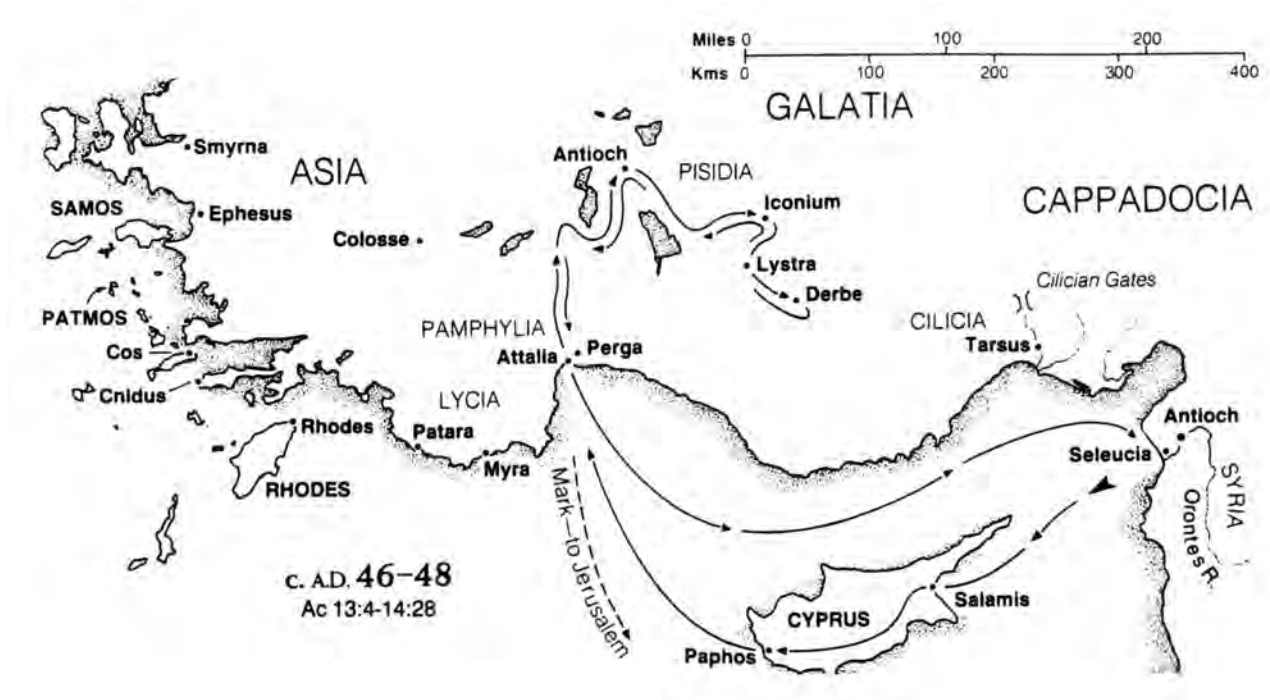 Miles 0 100 200
Kms 0 100 200 300 400
GALATIA
Smyrna
ASIA
Antioch
PISIDIA
Iconium
CAPPADOCIA
SAMOS
Ephesus
Colosse
Lystra
Derbe
Cilician Gates
PATMOS
PAMPHYLIA
CILICIA
Tarsus
Cos
Attalia
Perga
Cnidus
LYCIA
Antioch
Rhodes
Patara
Seleucia
Myra
RHODES
SYRIA
Orontes R.
Mark—to Jerusalem
c. A.D. 46–48
Ac 13:4-14:28
CYPRUS
Salamis
Paphos